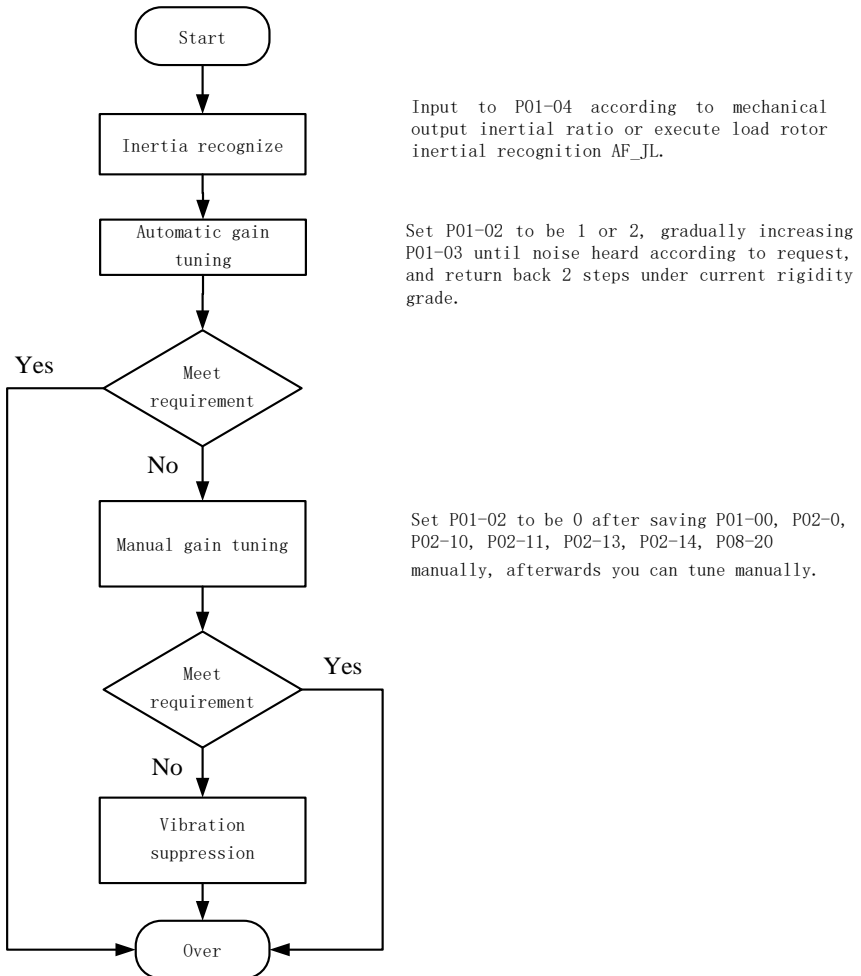 Start
Inertia recognize
Input to P01-04 according to mechanical
output inertial ratio or execute load rotor
inertial recognition AF_JL.
Automatic gain
tuning
Set P01-02 to be 1 or 2, gradually increasing
P01-03 until noise heard according to request,
and return back 2 steps under current rigidity
grade.
Yes
Meet
requirement
No
Manual gain tuning
Set P01-02 to be 0 after saving P01-00, P02-0,
P02-10, P02-11, P02-13, P02-14, P08-20
manually, afterwards you can tune manually.
Meet
requirement
Yes
No
Vibration
suppression
Over